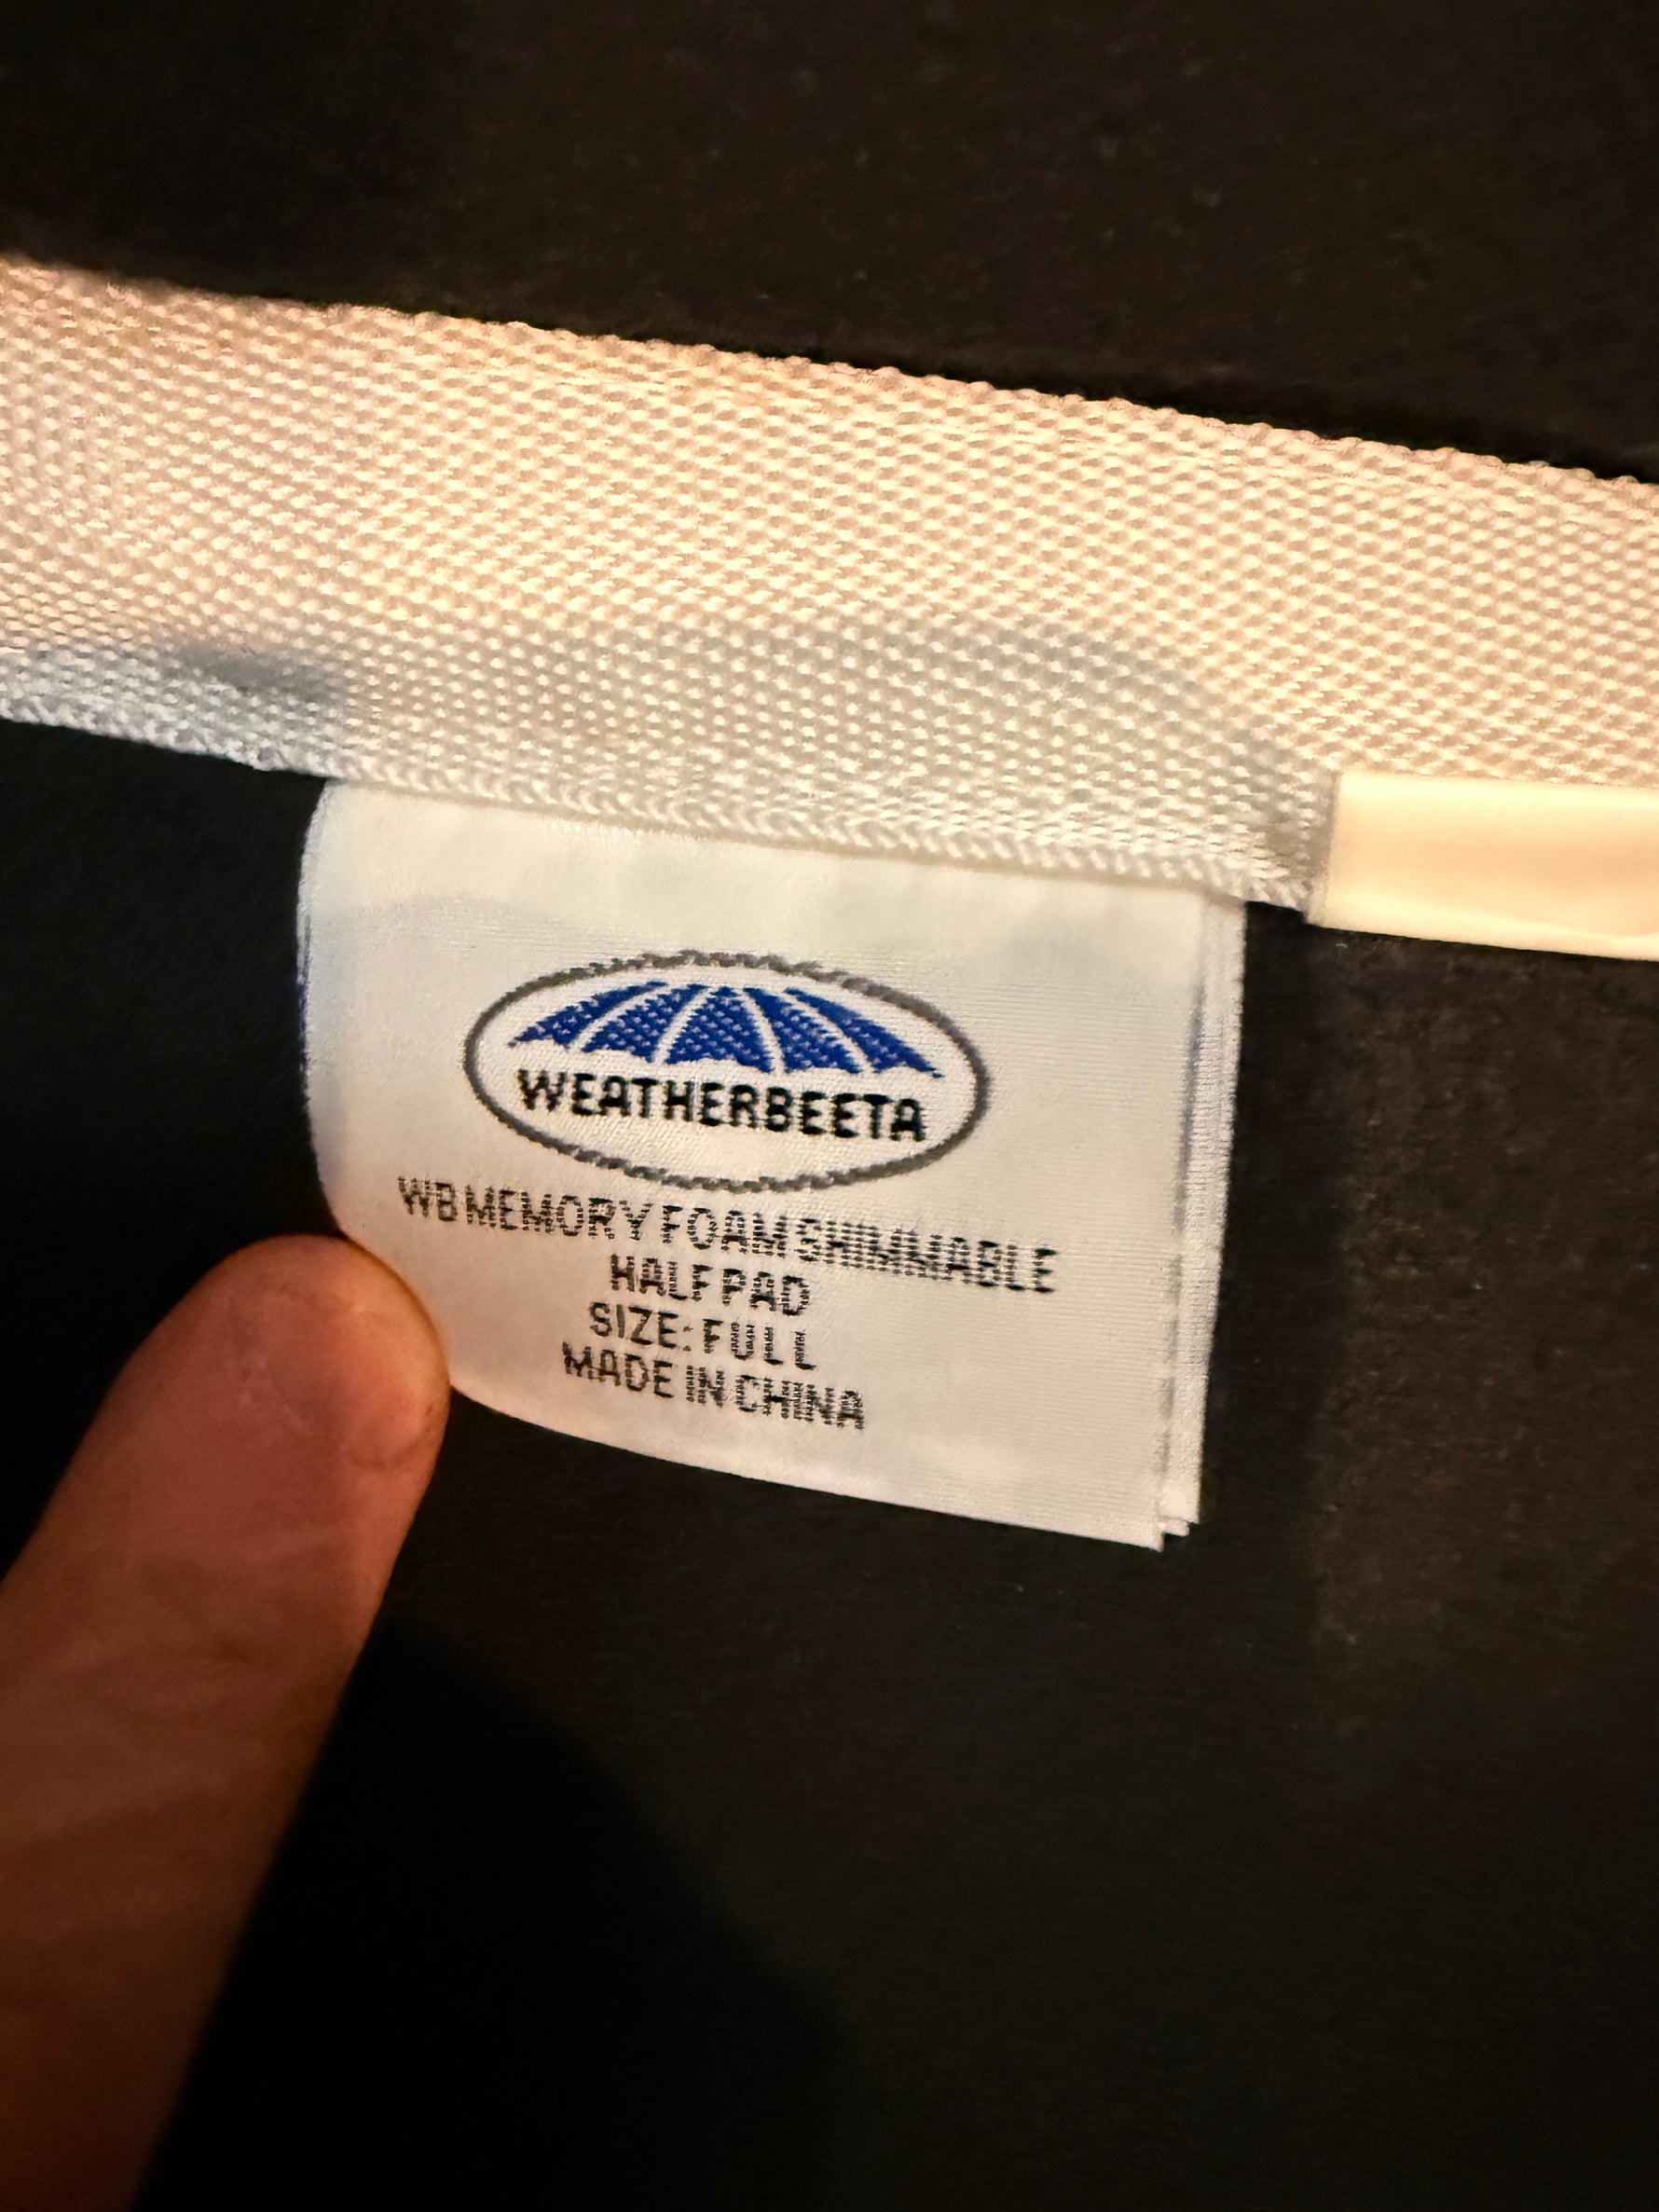 WEATHERBEETA
WB MEMORY FOAM SHIMMABLE
HALF PAD
SIZE: FULL
MADE IN CHINA